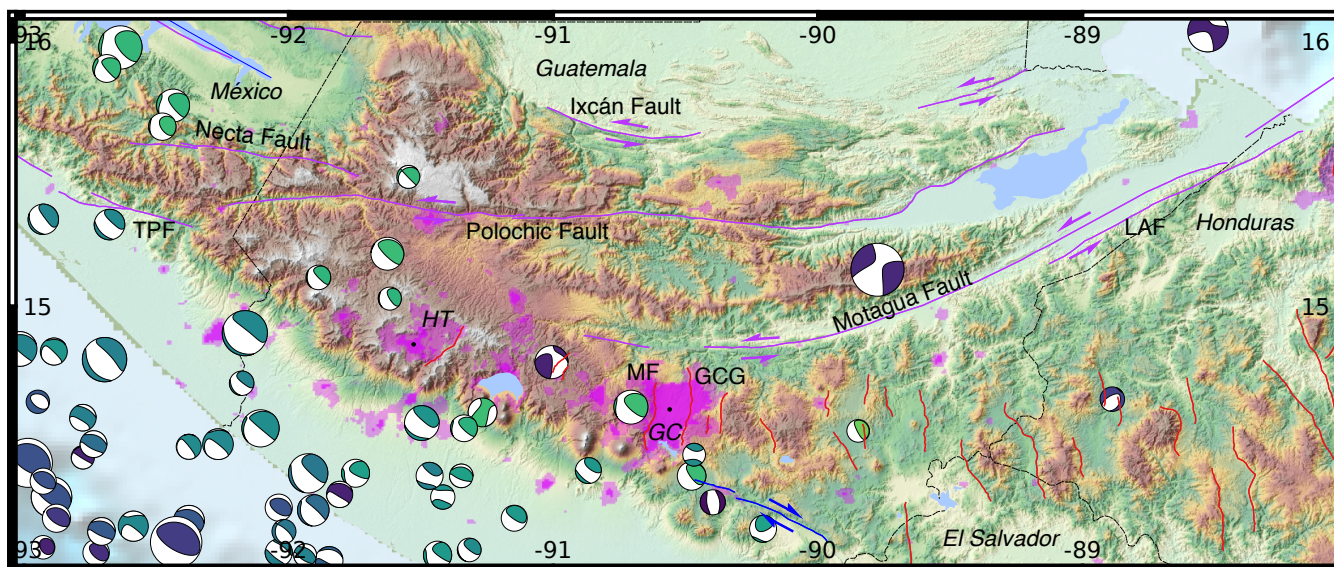 -93 -92 -91 -90 -89
16 16
Guatemala
México
Ixcán Fault
Necta Fault
TPF
Polochic Fault
LAF
Honduras
15 15
Motagua Fault
HT
MF
GCG
GC
El Salvador
-93 -92 -91 -90 -89